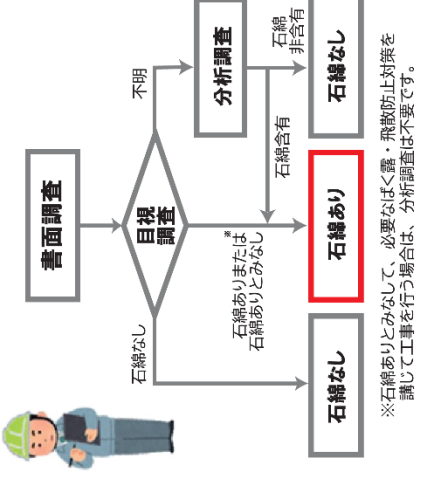 書面調査
目視
調査
不明
分析調査
石綿なし
※
石綿ありまたは
石綿ありとみなし
石綿含有
石綿
非含有
石綿なし
石綿あり
石綿なし
※石綿ありとみなして、必要なばく露・飛散防止対策を
講じて工事を行う場合は、分析調査は不要です。